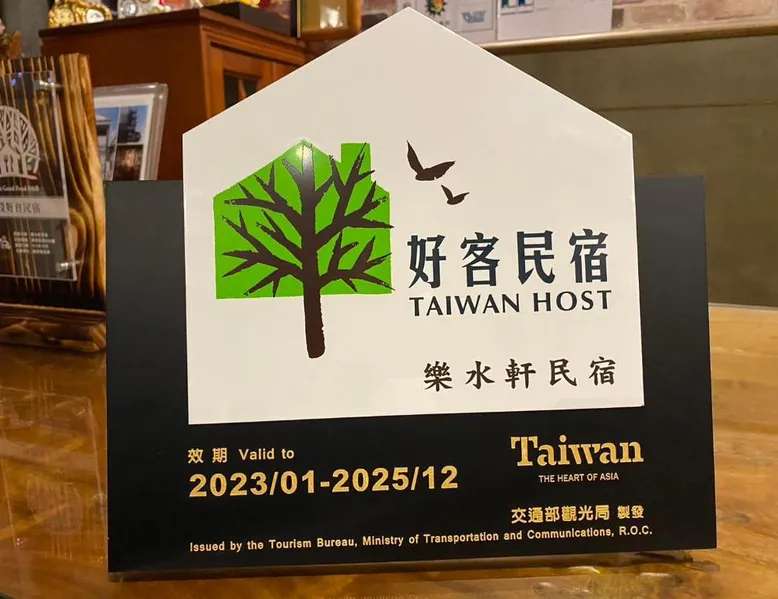 好客民宿
TAIWAN HOST
樂水軒民宿
效期 Valid to
2023/01-2025/12
Taiwan
THE HEART OF ASIA
交通部觀光局 製發
Issued by the Tourism Bureau, Ministry of Transportation and Communications, R.O.C.